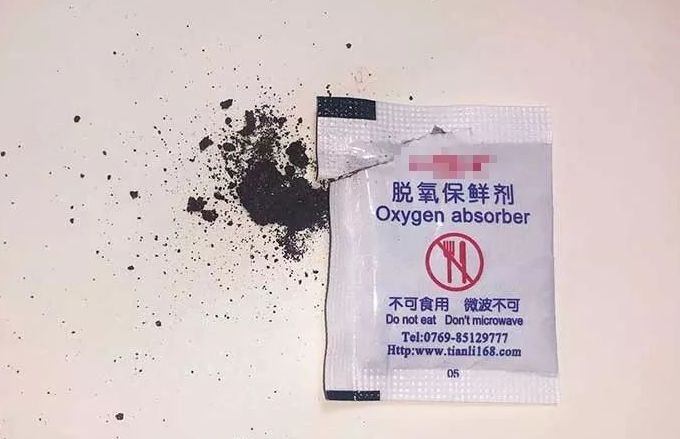 脱氧保鲜剂
Oxygen absorber
不可食用 微波不可
Do not eat Don't microwave
Tel:0769-85129777
Http:www.tianli168.com
05